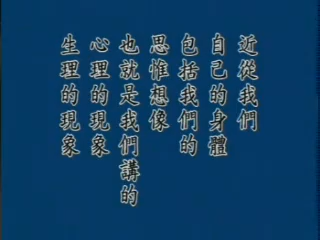 近從我們
自己的身體
包括我們的
思惟想像
也就是我們講的
心理的現象
生理的現象